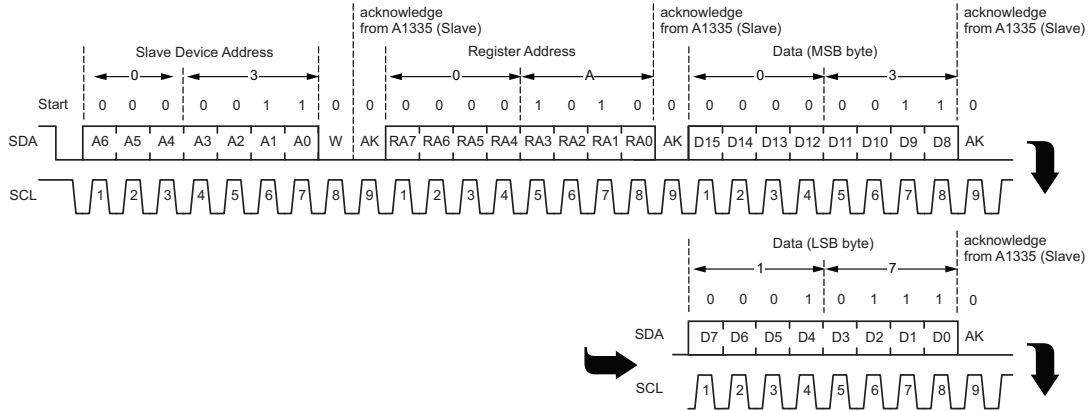 acknowledge
from A1335 (Slave)
acknowledge
from A1335 (Slave)
acknowledge
from A1335 (Slave)
Slave Device Address
Register Address
Data (MSB byte)
0 3 0 A 0 3
Start 0 0 0 0 0 1 1 0 0 0 0 0 0 1 0 1 0 0 0 0 0 0 0 0 1 1 0
SDA A6 A5 A4 A3 A2 A1 A0 W AK RA7 RA6 RA5 RA4 RA3 RA2 RA1 RA0 AK D15 D14 D13 D12 D11 D10 D9 D8 AK
SCL 1 2 3 4 5 6 7 8 9 1 2 3 4 5 6 7 8 9 1 2 3 4 5 6 7 8 9
Data (LSB byte)
acknowledge
from A1335 (Slave)
1 7
0 0 0 1 0 1 1 1 0
SDA D7 D6 D5 D4 D3 D2 D1 D0 AK
SCL 1 2 3 4 5 6 7 8 9